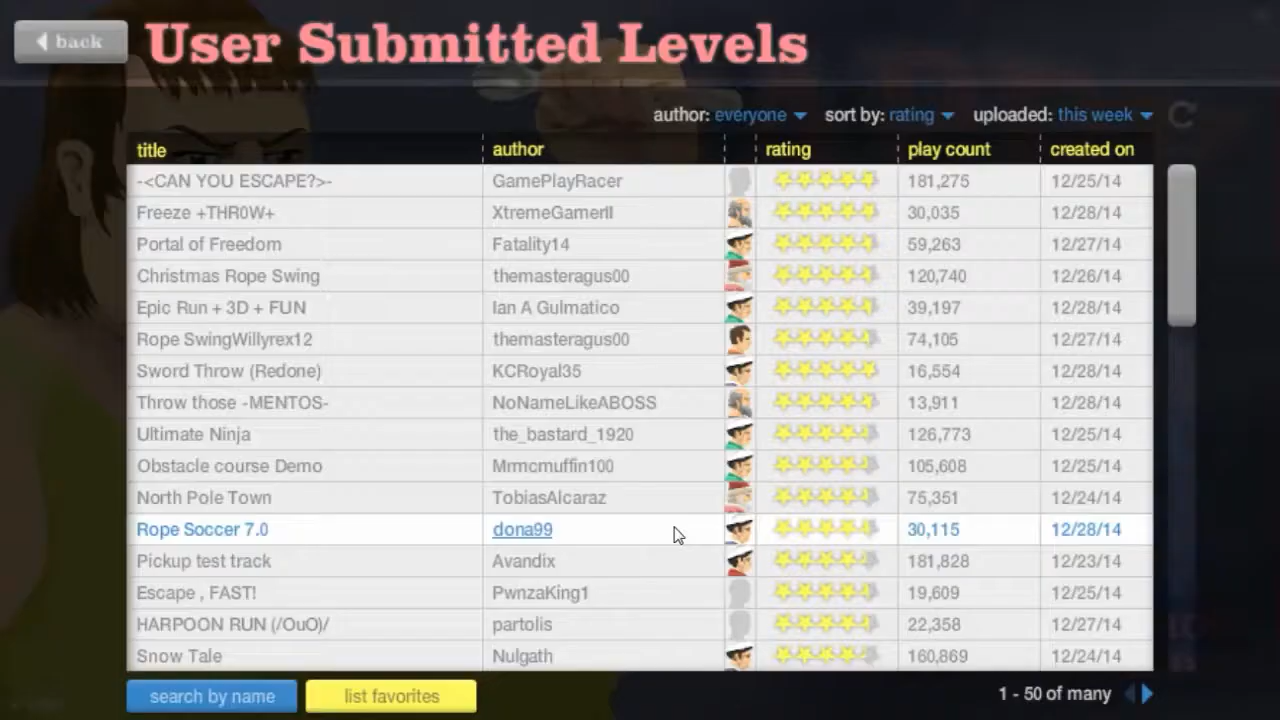 back
User Submitted Levels
author: everyone sort by: rating uploaded: this week
title author rating play count created on
-<CAN YOU ESCAPE?>- GamePlayRacer 181,275 12/25/14
Freeze +THR0W+ XtremeGamerII 30,035 12/28/14
Portal of Freedom Fatality14 59,263 12/27/14
Christmas Rope Swing themasteragus00 120,740 12/26/14
Epic Run + 3D + FUN Ian A Gulmatico 39,197 12/28/14
Rope SwingWillyrex12 themasteragus00 74,105 12/27/14
Sword Throw (Redone) KCRoyal35 16,554 12/28/14
Throw those -MENTOS- NoNameLikeABOSS 13,911 12/28/14
Ultimate Ninja the_bastard_1920 126,773 12/25/14
Obstacle course Demo Mrmcmuffin100 105,608 12/25/14
North Pole Town TobiasAlcaraz 75,351 12/24/14
Rope Soccer 7.0 dona99 30,115 12/28/14
Pickup test track Avandix 181,828 12/23/14
Escape , FAST! PwnzaKing1 19,609 12/25/14
HARPOON RUN (/OuO)/ partolis 22,358 12/27/14
Snow Tale Nulgath 160,869 12/24/14
search by name list favorites 1 - 50 of many